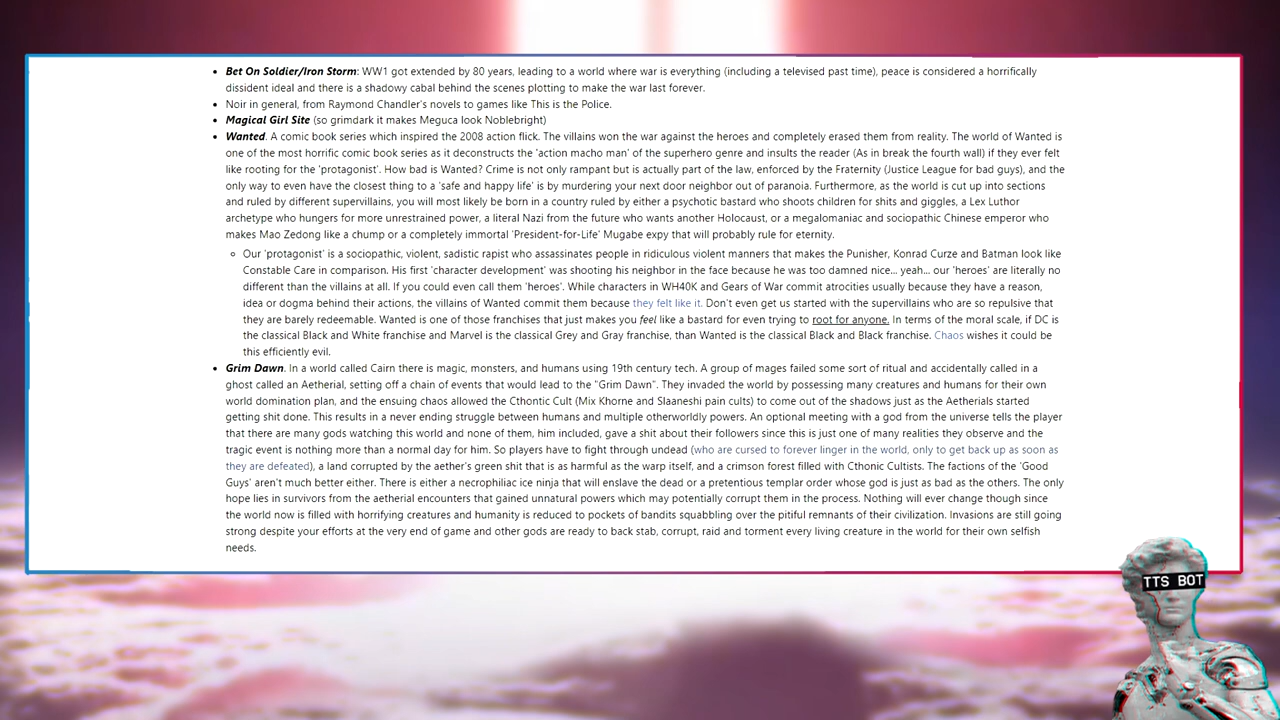 • Bet On Soldier/Iron Storm: WW1 got extended by 80 years, leading to a world where war is everything (including a televised past time), peace is considered a horrifically
dissident ideal and there is a shadowy cabal behind the scenes plotting to make the war last forever.
• Noir in general, from Raymond Chandler's novels to games like This is the Police.
• Magical Girl Site (so grimdark it makes Meguca look Noblebright)
• Wanted. A comic book series which inspired the 2008 action flick. The villains won the war against the heroes and completely erased them from reality. The world of Wanted is
one of the most horrific comic book series as it deconstructs the 'action macho man' of the superhero genre and insults the reader (As in break the fourth wall) if they ever felt
like rooting for the 'protagonist'. How bad is Wanted? Crime is not only rampant but is actually part of the law, enforced by the Fraternity (Justice League for bad guys), and the
only way to even have the closest thing to a 'safe and happy life' is by murdering your next door neighbor out of paranoia. Furthermore, as the world is cut up into sections
and ruled by different supervillains, you will most likely be born in a country ruled by either a psychotic bastard who shoots children for shits and giggles, a Lex Luthor
archetype who hungers for more unrestrained power, a literal Nazi from the future who wants another Holocaust, or a megalomaniac and sociopathic Chinese emperor who
makes Mao Zedong like a chump or a completely immortal 'President-for-Life' Mugabe expy that will probably rule for eternity.
○ Our 'protagonist' is a sociopathic, violent, sadistic rapist who assassinates people in ridiculous violent manners that makes the Punisher, Konrad Curze and Batman look like
Constable Care in comparison. His first 'character development' was shooting his neighbor in the face because he was too damned nice... yeah... our 'heroes' are literally no
different than the villains at all. If you could even call them 'heroes'. While characters in WH40K and Gears of War commit atrocities usually because they have a reason,
idea or dogma behind their actions, the villains of Wanted commit them because they felt like it. Don't even get us started with the supervillains who are so repulsive that
they are barely redeemable. Wanted is one of those franchises that just makes you feel like a bastard for even trying to root for anyone. In terms of the moral scale, if DC is
the classical Black and White franchise and Marvel is the classical Grey and Gray franchise, than Wanted is the classical Black and Black franchise. Chaos wishes it could be
this efficiently evil.
• Grim Dawn. In a world called Cairn there is magic, monsters, and humans using 19th century tech. A group of mages failed some sort of ritual and accidentally called in a
ghost called an Aetherial, setting off a chain of events that would lead to the "Grim Dawn". They invaded the world by possessing many creatures and humans for their own
world domination plan, and the ensuing chaos allowed the Cthontic Cult (Mix Khorne and Slaaneshi pain cults) to come out of the shadows just as the Aetherials started
getting shit done. This results in a never ending struggle between humans and multiple otherworldly powers. An optional meeting with a god from the universe tells the player
that there are many gods watching this world and none of them, him included, gave a shit about their followers since this is just one of many realities they observe and the
tragic event is nothing more than a normal day for him. So players have to fight through undead (who are cursed to forever linger in the world, only to get back up as soon as
they are defeated), a land corrupted by the aether's green shit that is as harmful as the warp itself, and a crimson forest filled with Cthonic Cultists. The factions of the 'Good
Guys' aren't much better either. There is either a necrophiliac ice ninja that will enslave the dead or a pretentious templar order whose god is just as bad as the others. The only
hope lies in survivors from the aetherial encounters that gained unnatural powers which may potentially corrupt them in the process. Nothing will ever change though since
the world now is filled with horrifying creatures and humanity is reduced to pockets of bandits squabbling over the pitiful remnants of their civilization. Invasions are still going
strong despite your efforts at the very end of game and other gods are ready to back stab, corrupt, raid and torment every living creature in the world for their own selfish
needs.
TTS BOT